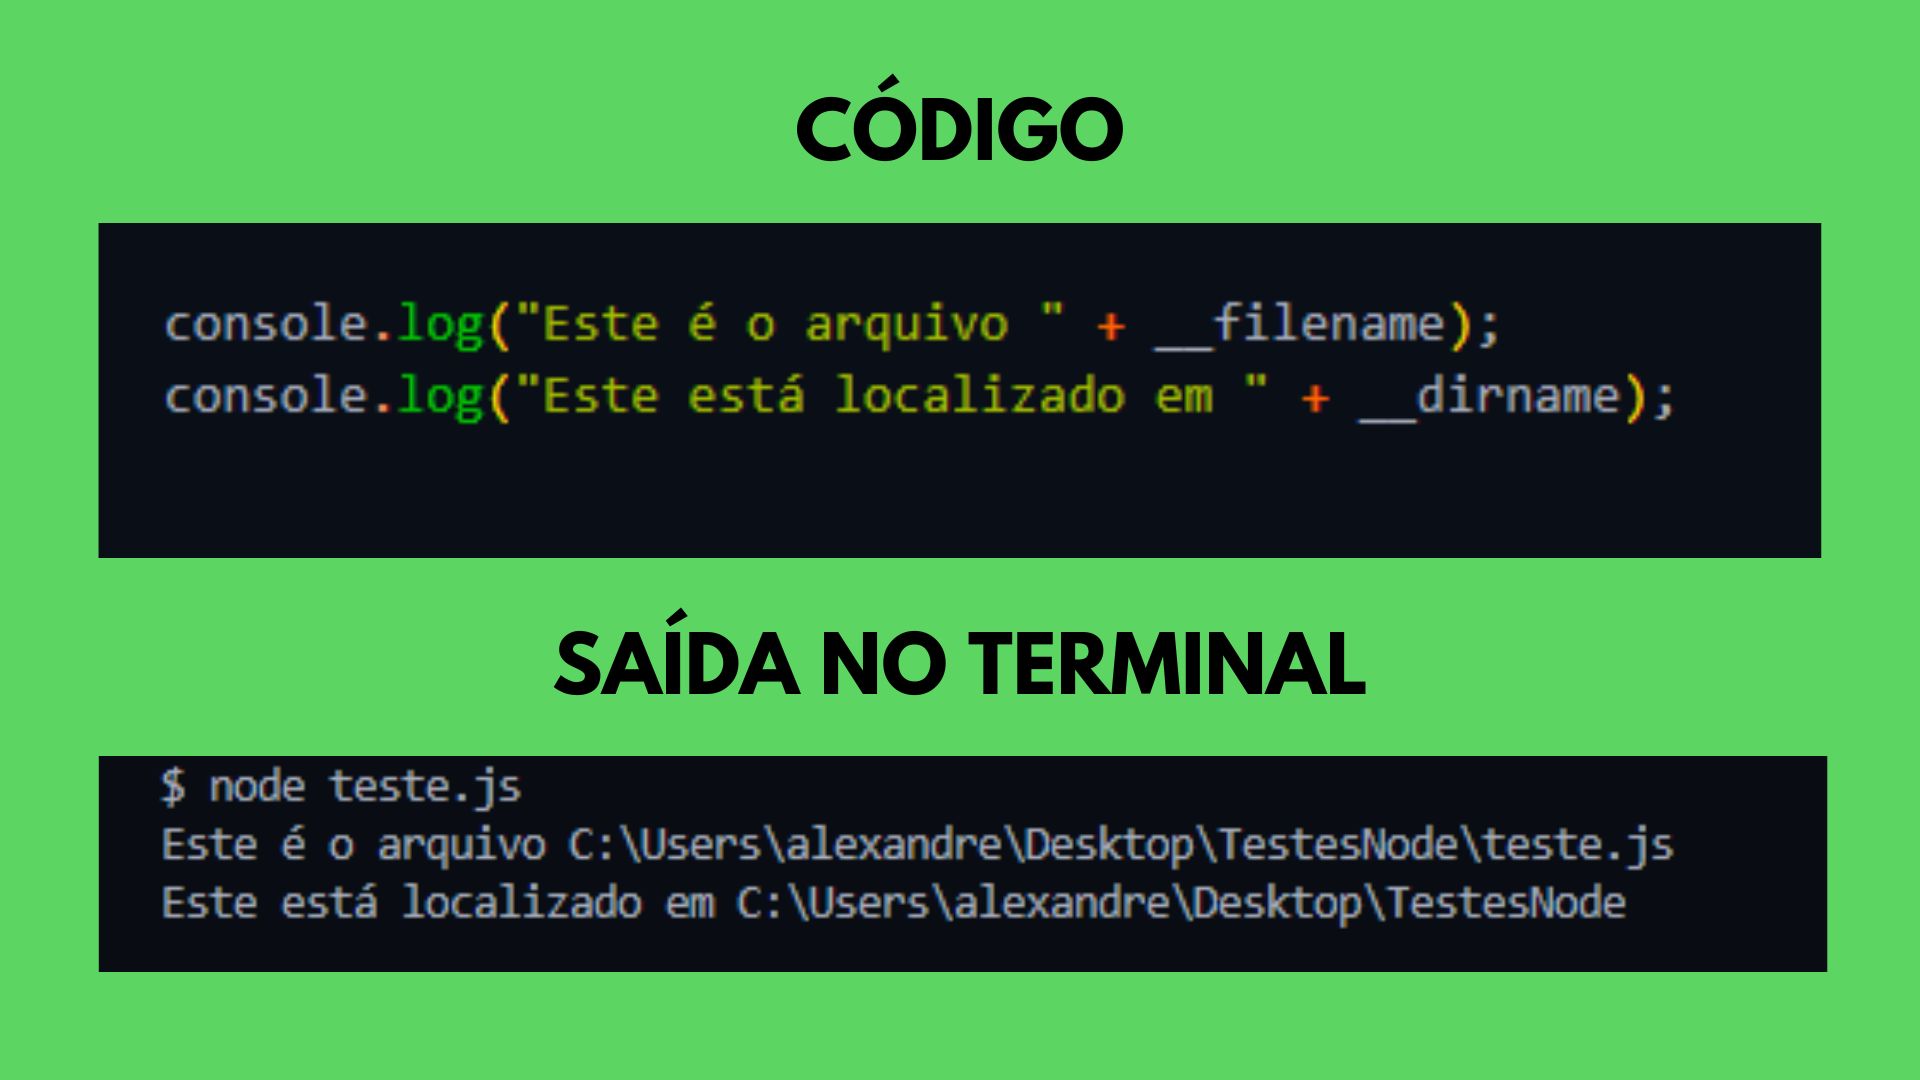 CÓDIGO
console.log("Este é o arquivo " + __filename);
console.log("Este está localizado em " + __dirname);
SAÍDA NO TERMINAL
$ node teste.js
Este é o arquivo C:\Users\alexandre\Desktop\TestesNode\teste.js
Este está localizado em C:\Users\alexandre\Desktop\TestesNode